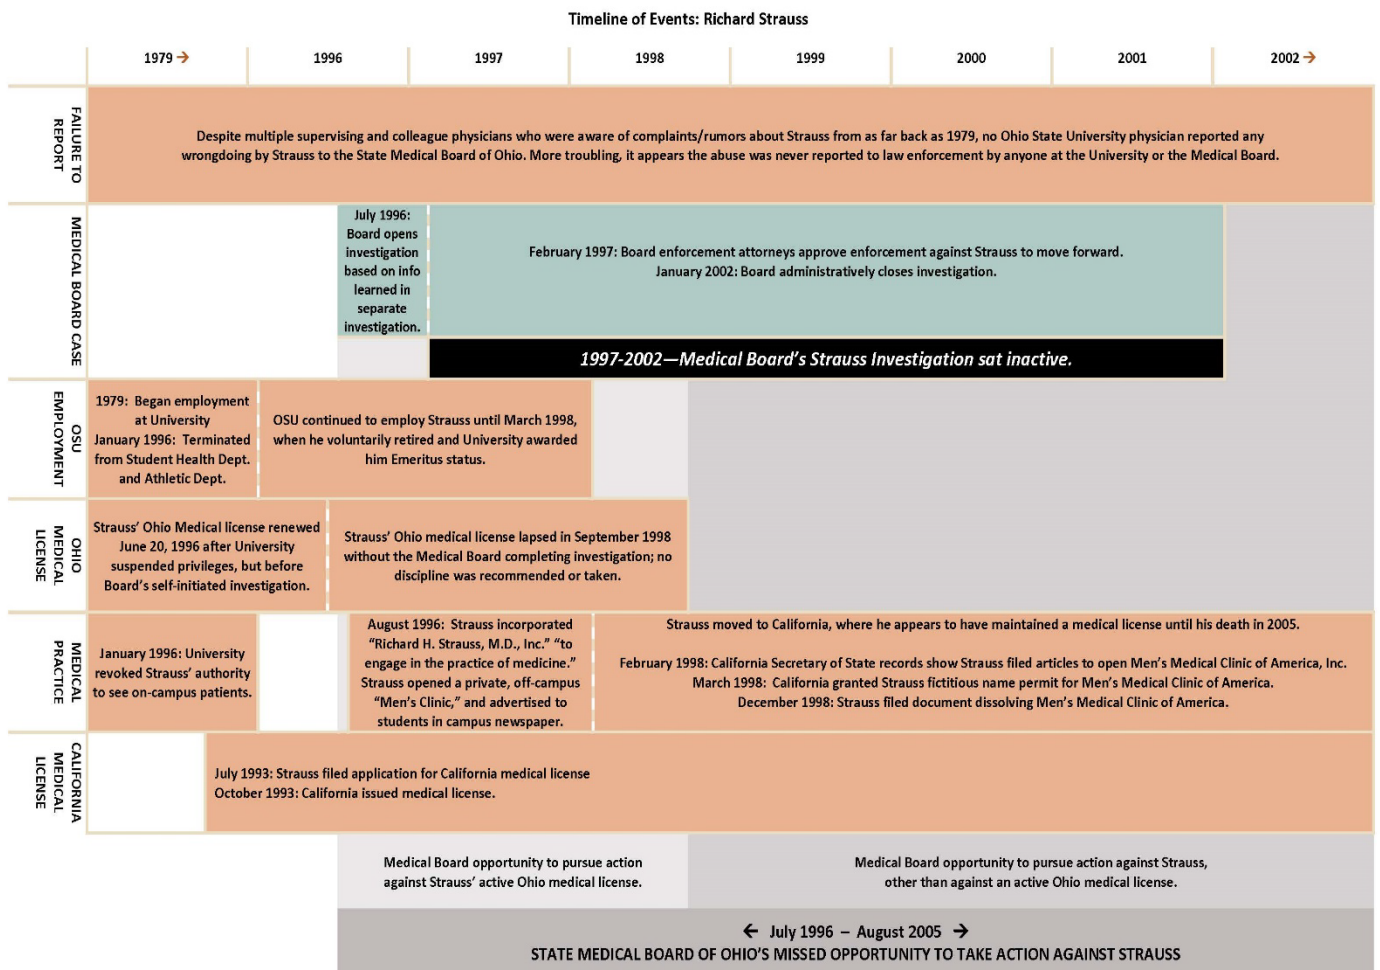 Timeline of Events: Richard Strauss
1979 →
1996
1997
1998
1999
2000
2001
2002 →
FAILURE TO
REPORT
Despite multiple supervising and colleague physicians who were aware of complaints/rumors about Strauss from as far back as 1979, no Ohio State University physician reported any
wrongdoing by Strauss to the State Medical Board of Ohio. More troubling, it appears the abuse was never reported to law enforcement by anyone at the University or the Medical Board.
MEDICAL BOARD CASE
July 1996:
Board opens
investigation
based on info
learned in
separate
investigation.
February 1997: Board enforcement attorneys approve enforcement against Strauss to move forward.
January 2002: Board administratively closes investigation.
1997-2002—Medical Board’s Strauss Investigation sat inactive.
OSU
EMPLOYMENT
1979: Began employment
at University
January 1996: Terminated
from Student Health Dept.
and Athletic Dept.
OSU continued to employ Strauss until March 1998,
when he voluntarily retired and University awarded
him Emeritus status.
OHIO
MEDICAL
LICENSE
Strauss’ Ohio Medical license renewed
June 20, 1996 after University
suspended privileges, but before
Board’s self-initiated investigation.
Strauss’ Ohio medical license lapsed in September 1998
without the Medical Board completing investigation; no
discipline was recommended or taken.
MEDICAL
PRACTICE
January 1996: University
revoked Strauss’ authority
to see on-campus patients.
August 1996: Strauss incorporated
“Richard H. Strauss, M.D., Inc.” “to
engage in the practice of medicine.”
Strauss opened a private, off-campus
“Men’s Clinic,” and advertised to
students in campus newspaper.
Strauss moved to California, where he appears to have maintained a medical license until his death in 2005.
February 1998: California Secretary of State records show Strauss filed articles to open Men’s Medical Clinic of America, Inc.
March 1998: California granted Strauss fictitious name permit for Men’s Medical Clinic of America.
December 1998: Strauss filed document dissolving Men’s Medical Clinic of America.
CALIFORNIA
MEDICAL
LICENSE
July 1993: Strauss filed application for California medical license
October 1993: California issued medical license.
Medical Board opportunity to pursue action
against Strauss’ active Ohio medical license.
Medical Board opportunity to pursue action against Strauss,
other than against an active Ohio medical license.
← July 1996 – August 2005 →
STATE MEDICAL BOARD OF OHIO’S MISSED OPPORTUNITY TO TAKE ACTION AGAINST STRAUSS